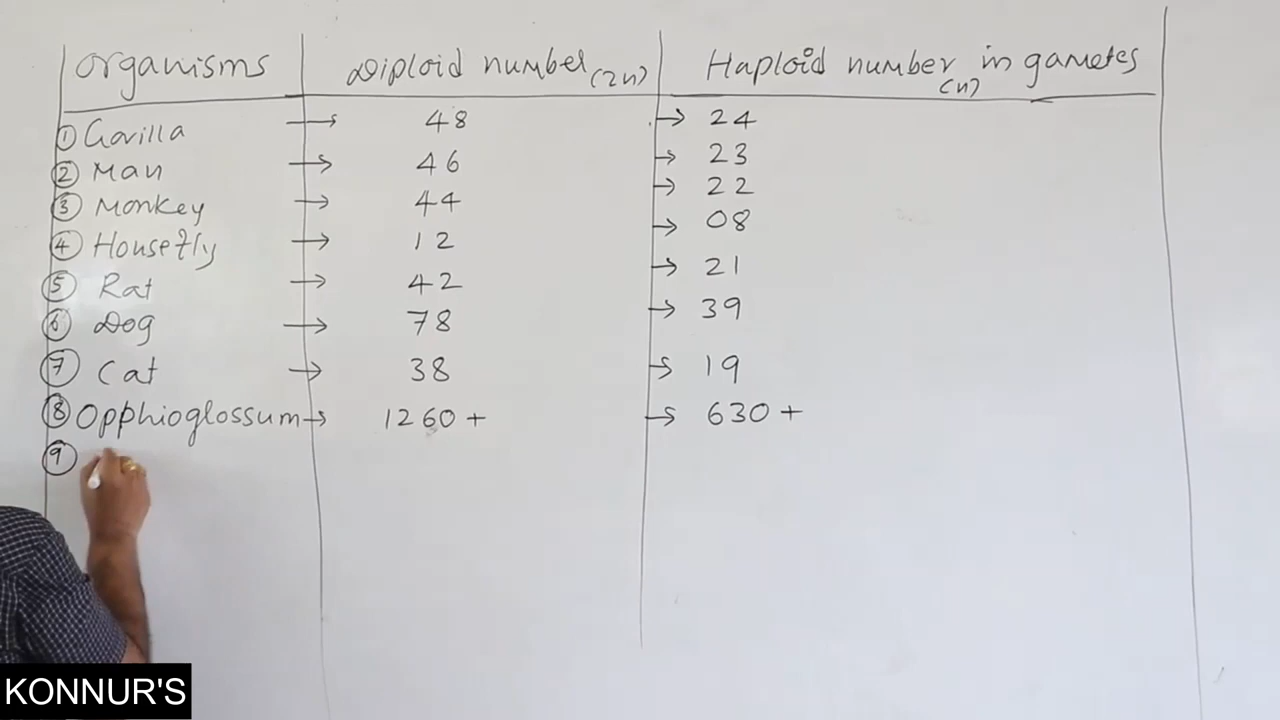 Organisms Diploid number (2n) Haploid number in gametes (n)
① Gorilla → 48 → 24
② Man → 46 → 23
③ Monkey → 44 → 22
④ Housefly → 12 → 08
⑤ Rat → 42 → 21
⑥ Dog → 78 → 39
⑦ Cat → 38 → 19
⑧ Opphioglossum → 1260+ → 630+
⑨
KONNUR'S